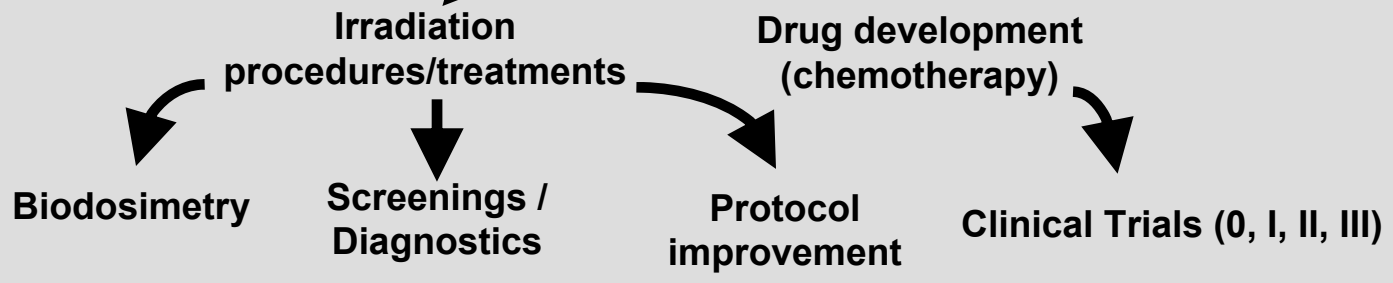 Irradiation
procedures/treatments
Drug development
(chemotherapy)
Biodosimetry
Screenings /
Diagnostics
Protocol
improvement
Clinical Trials (0, I, II, III)